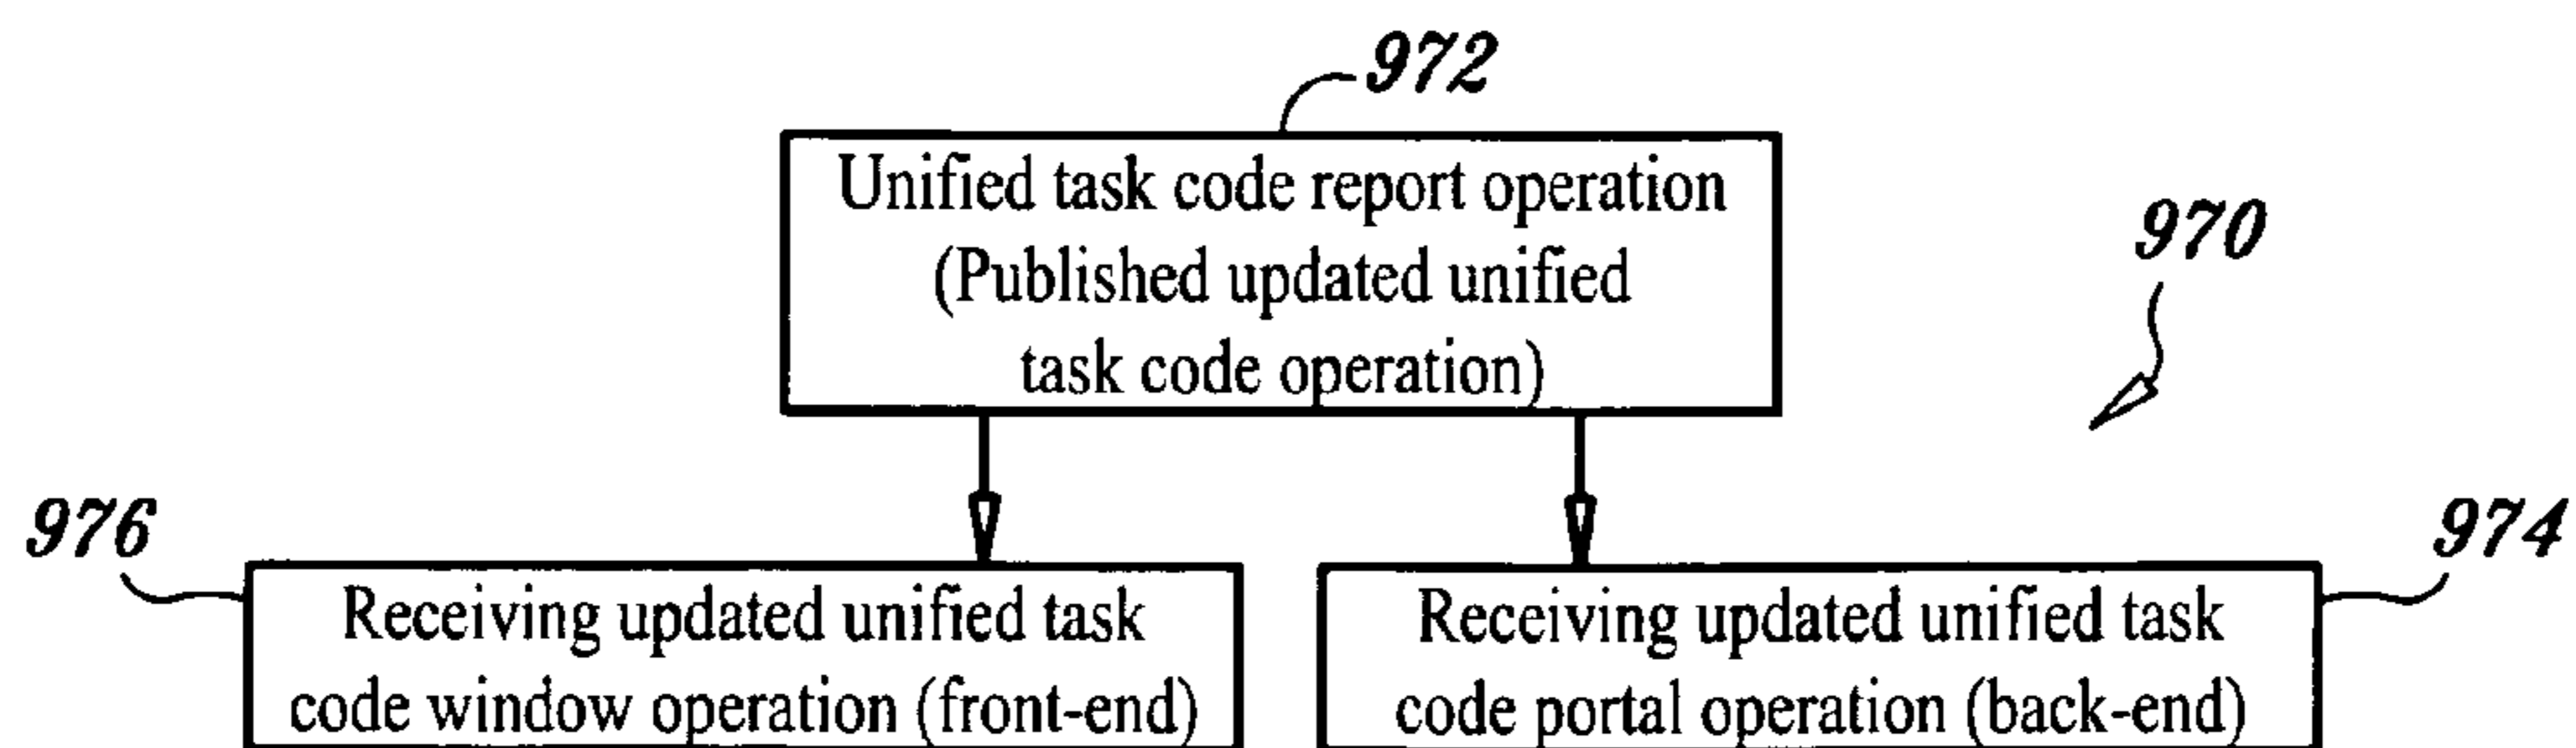 972
Unified task code report operation
(Published updated unified
task code operation)
970
976
974
Receiving updated unified task
code window operation (front-end)
Receiving updated unified task
code portal operation (back-end)